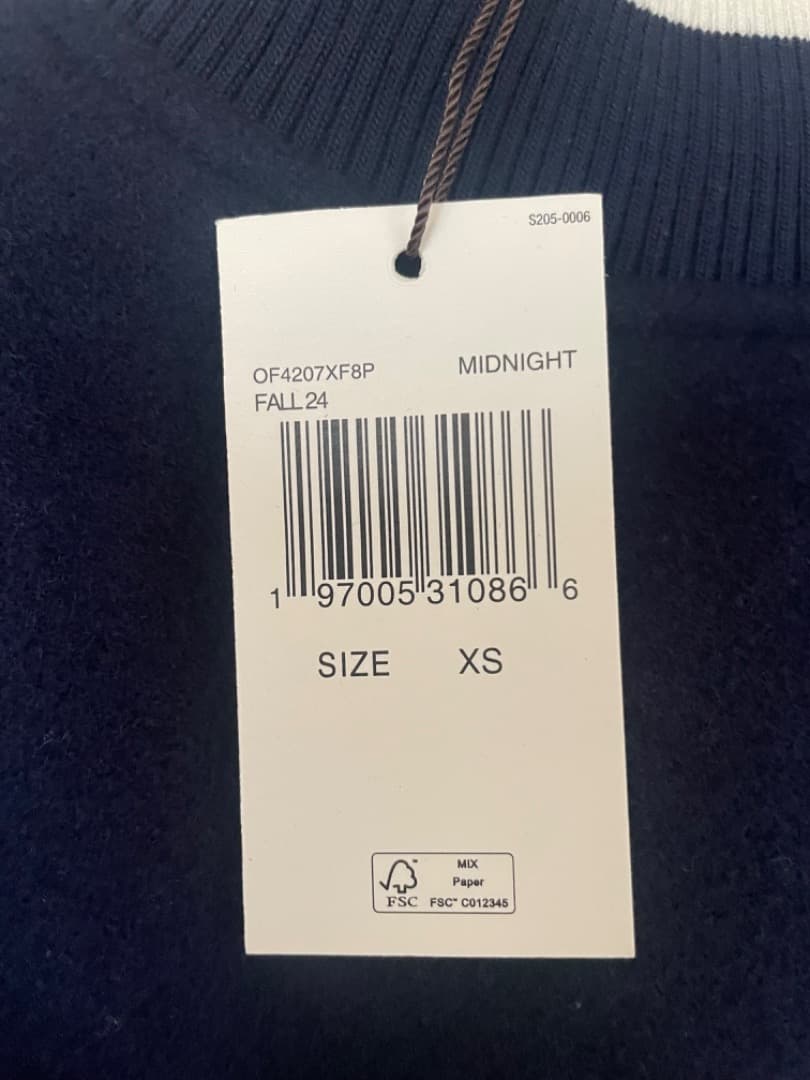 S205-0006
OF4207XF8P MIDNIGHT
FALL 24
1 97005 31086 6
SIZE XS
MIX
Paper
FSC FSC™ C012345